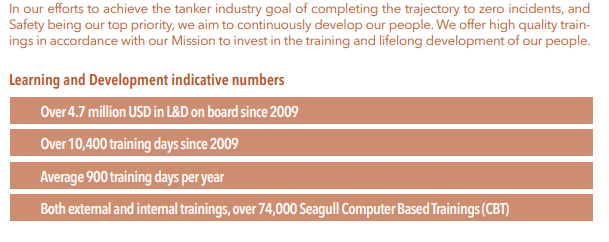 In our efforts to achieve the tanker industry goal of completing the trajectory to zero incidents, and
Safety being our top priority, we aim to continuously develop our people. We offer high quality train-
ings in accordance with our Mission to invest in the training and lifelong development of our people.
Learning and Development indicative numbers
Over 4.7 million USD in L&D on board since 2009
Over 10,400 training days since 2009
Average 900 training days per year
Both external and internal trainings, over 74,000 Seagull Computer Based Trainings (CBT)